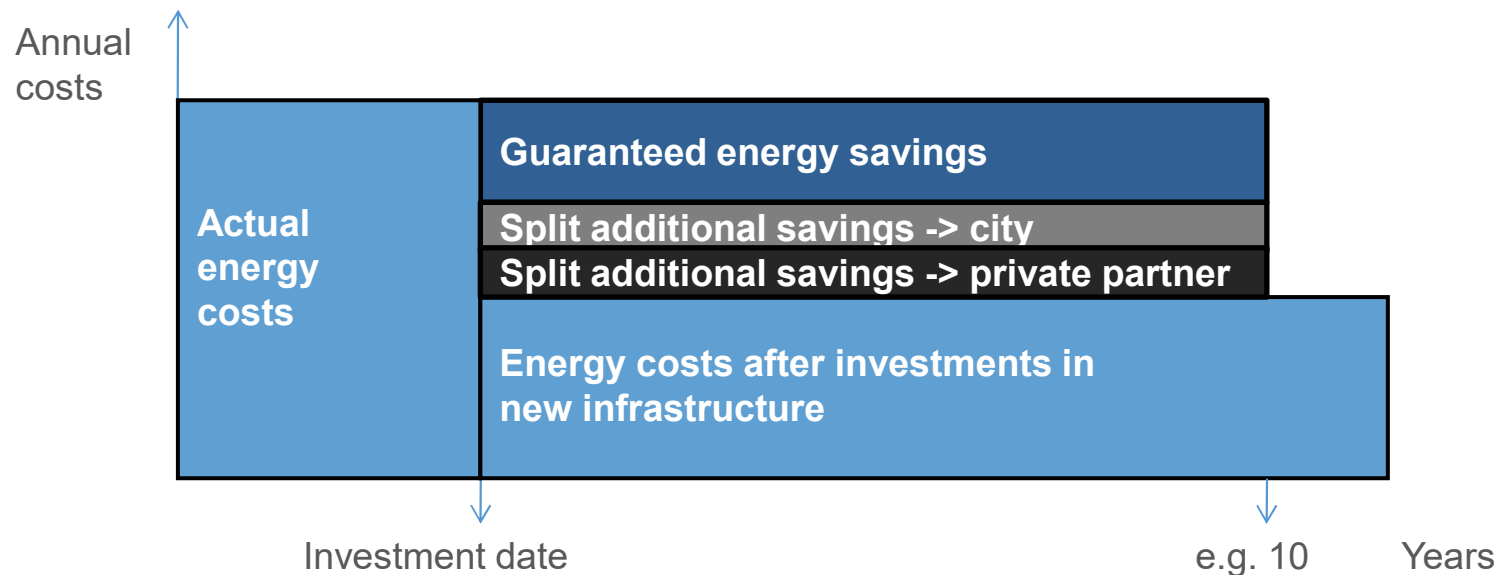 Annual
costs
Guaranteed energy savings
Actual
energy
costs
Split additional savings -> city
Split additional savings -> private partner
Energy costs after investments in
new infrastructure
Investment date
e.g. 10
Years